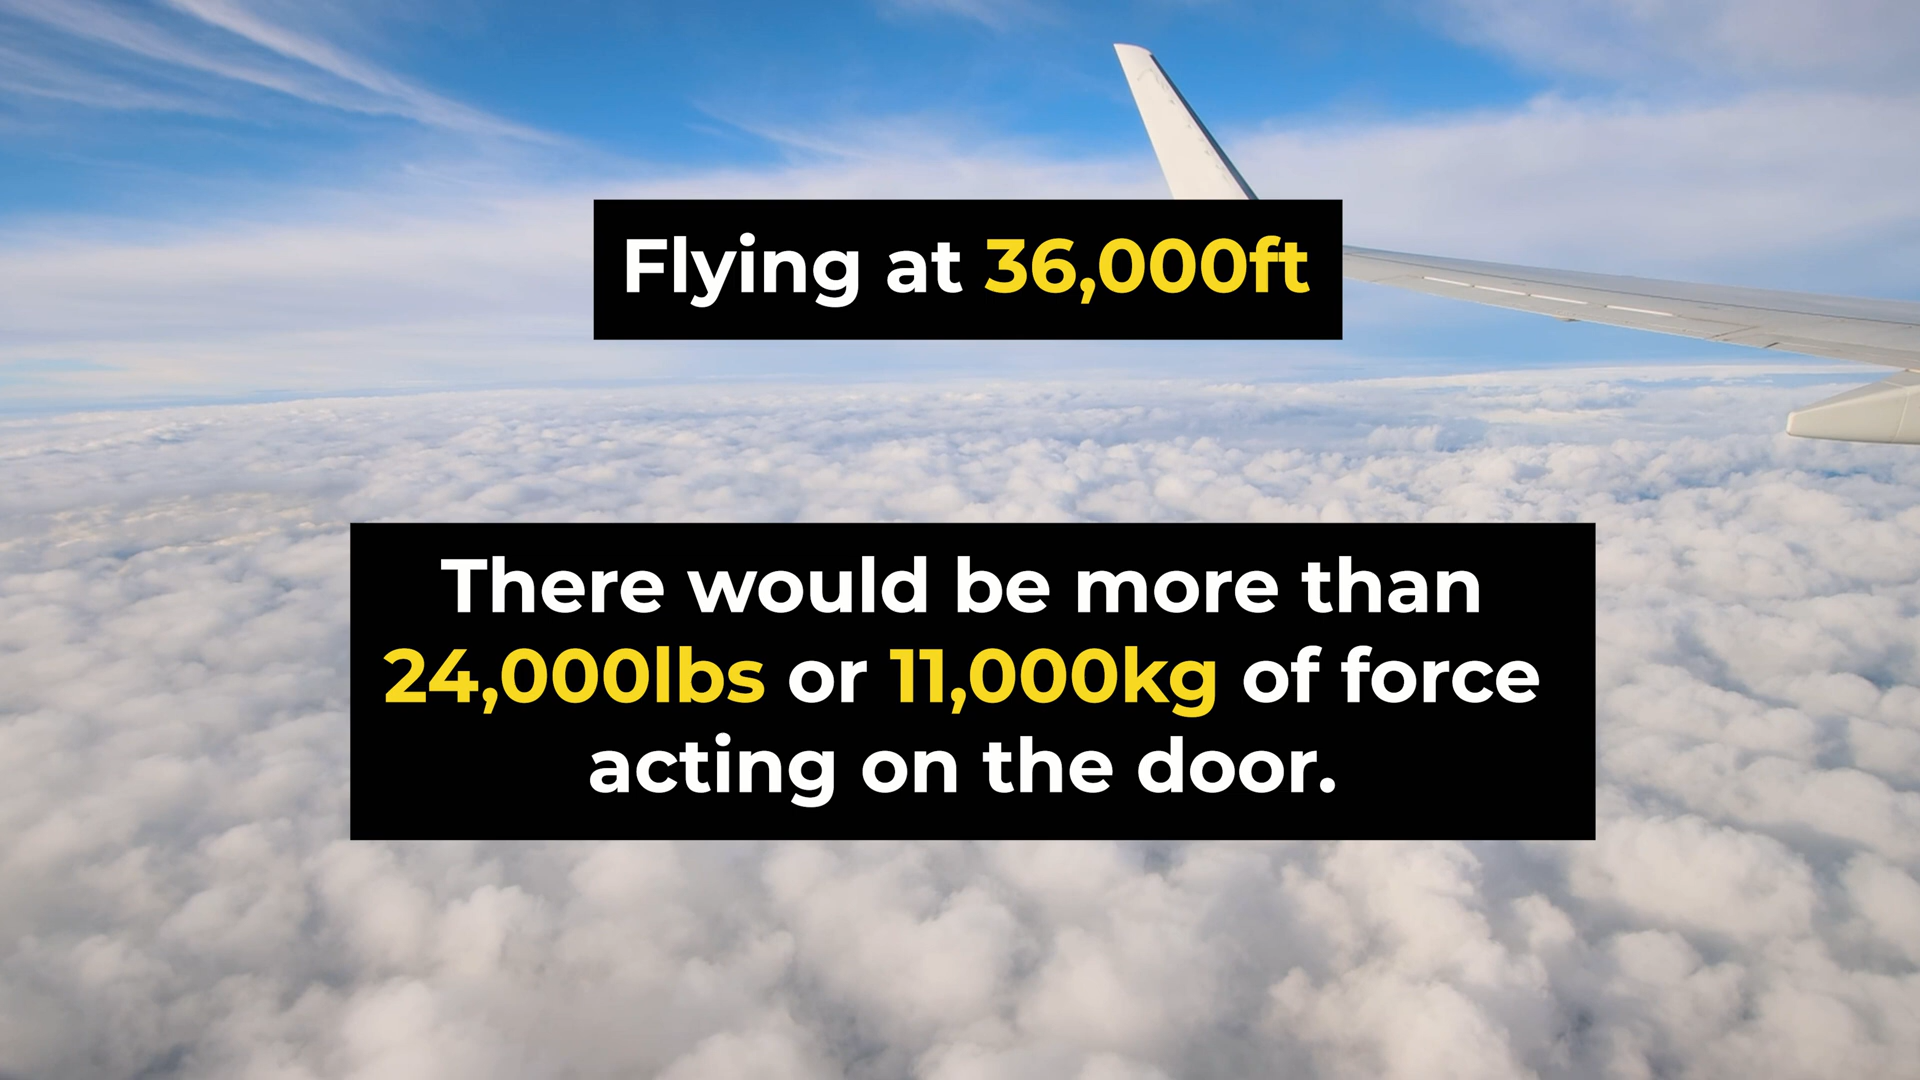 Flying at 36,000ft
There would be more than
24,000lbs or 11,000kg of force
acting on the door.